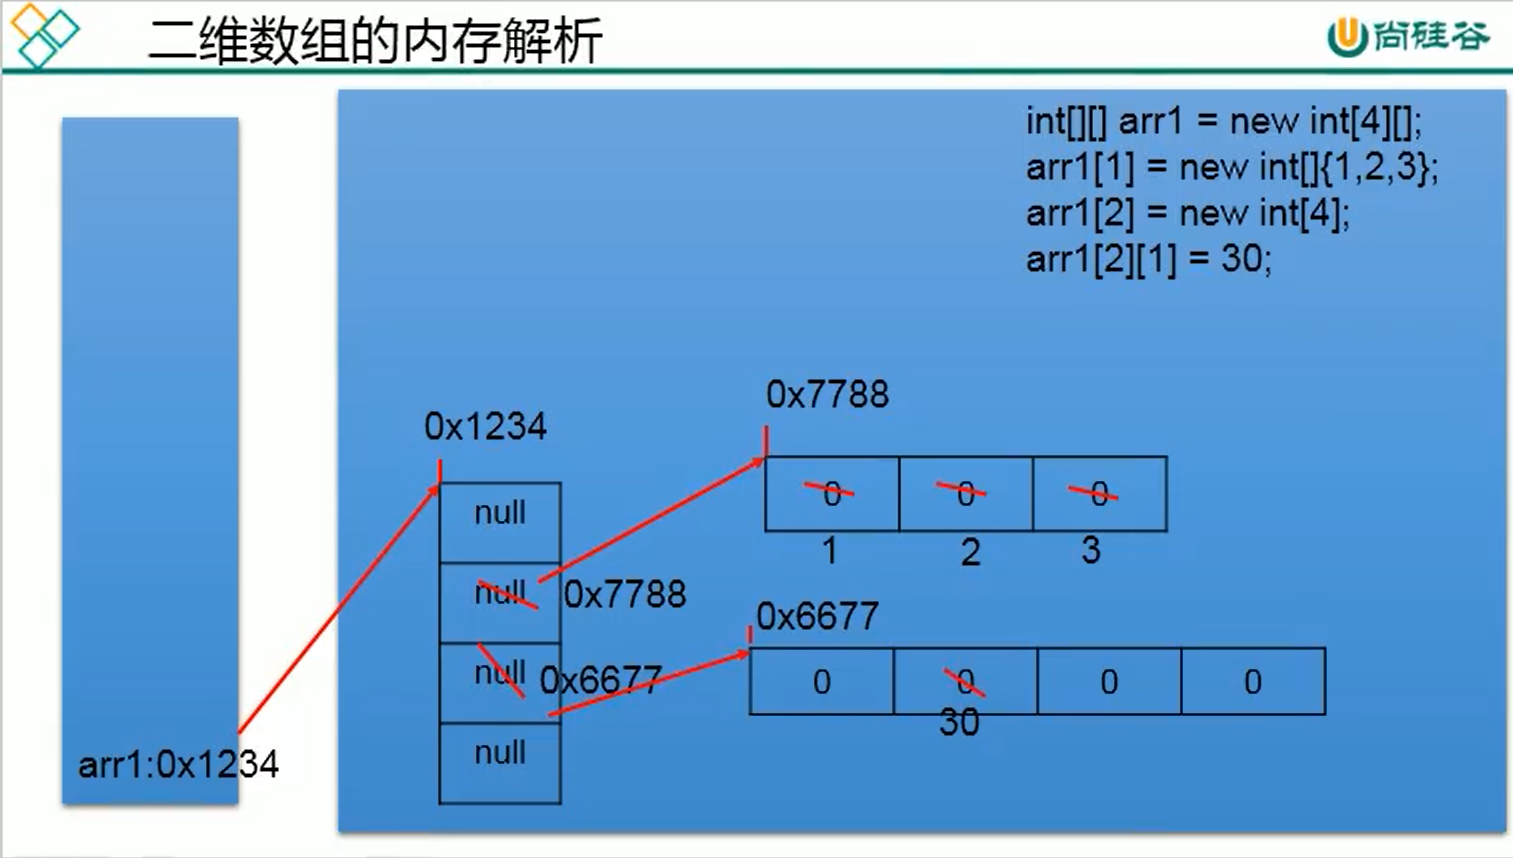 二维数组的内存解析
尚硅谷
int[][] arr1 = new int[4][];
arr1[1] = new int[]{1,2,3};
arr1[2] = new int[4];
arr1[2][1] = 30;
0x7788
0x1234
0 0 0
null
1 2 3
null 0x7788
0x6677
null 0x6677
0 0 0 0
30
null
arr1:0x1234